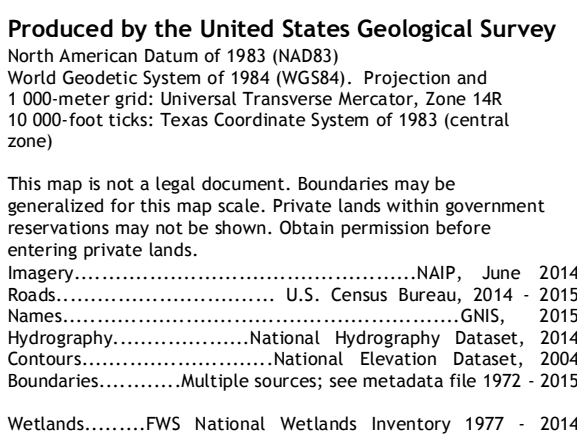 Produced by the United States Geological Survey
North American Datum of 1983 (NAD83)
World Geodetic System of 1984 (WGS84). Projection and
1 000-meter grid: Universal Transverse Mercator, Zone 14R
10 000-foot ticks: Texas Coordinate System of 1983 (central
zone)
This map is not a legal document. Boundaries may be
generalized for this map scale. Private lands within government
reservations may not be shown. Obtain permission before
entering private lands.
Imagery..........................................NAIP, June 2014
Roads........................... U.S. Census Bureau, 2014 - 2015
Names.................................................GNIS, 2015
Hydrography.................National Hydrography Dataset, 2014
Contours........................National Elevation Dataset, 2004
Boundaries............Multiple sources; see metadata file 1972 - 2015
Wetlands.........FWS National Wetlands Inventory 1977 - 2014